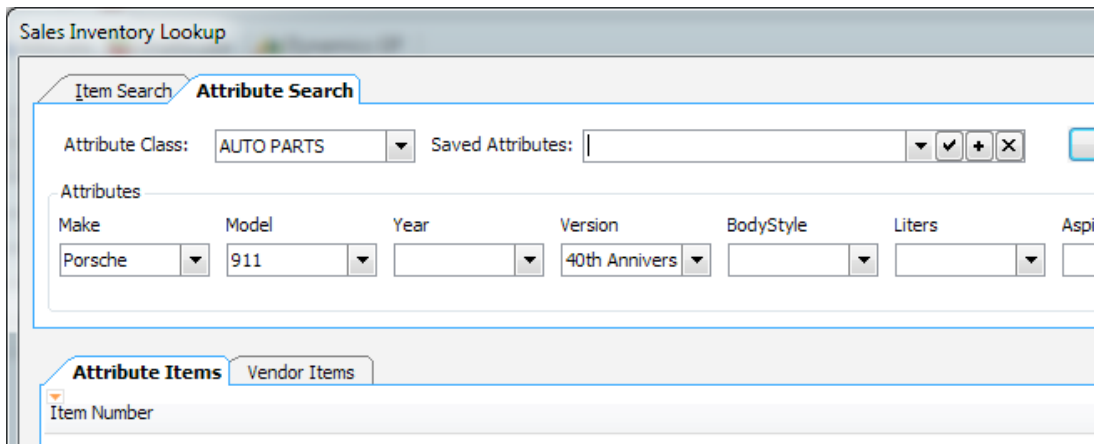 Sales Inventory Lookup
Item Search Attribute Search
Attribute Class: AUTO PARTS Saved Attributes:
Attributes
Make Model Year Version BodyStyle Liters Aspi
Porsche 911 40th Annivers
Attribute Items Vendor Items
Item Number